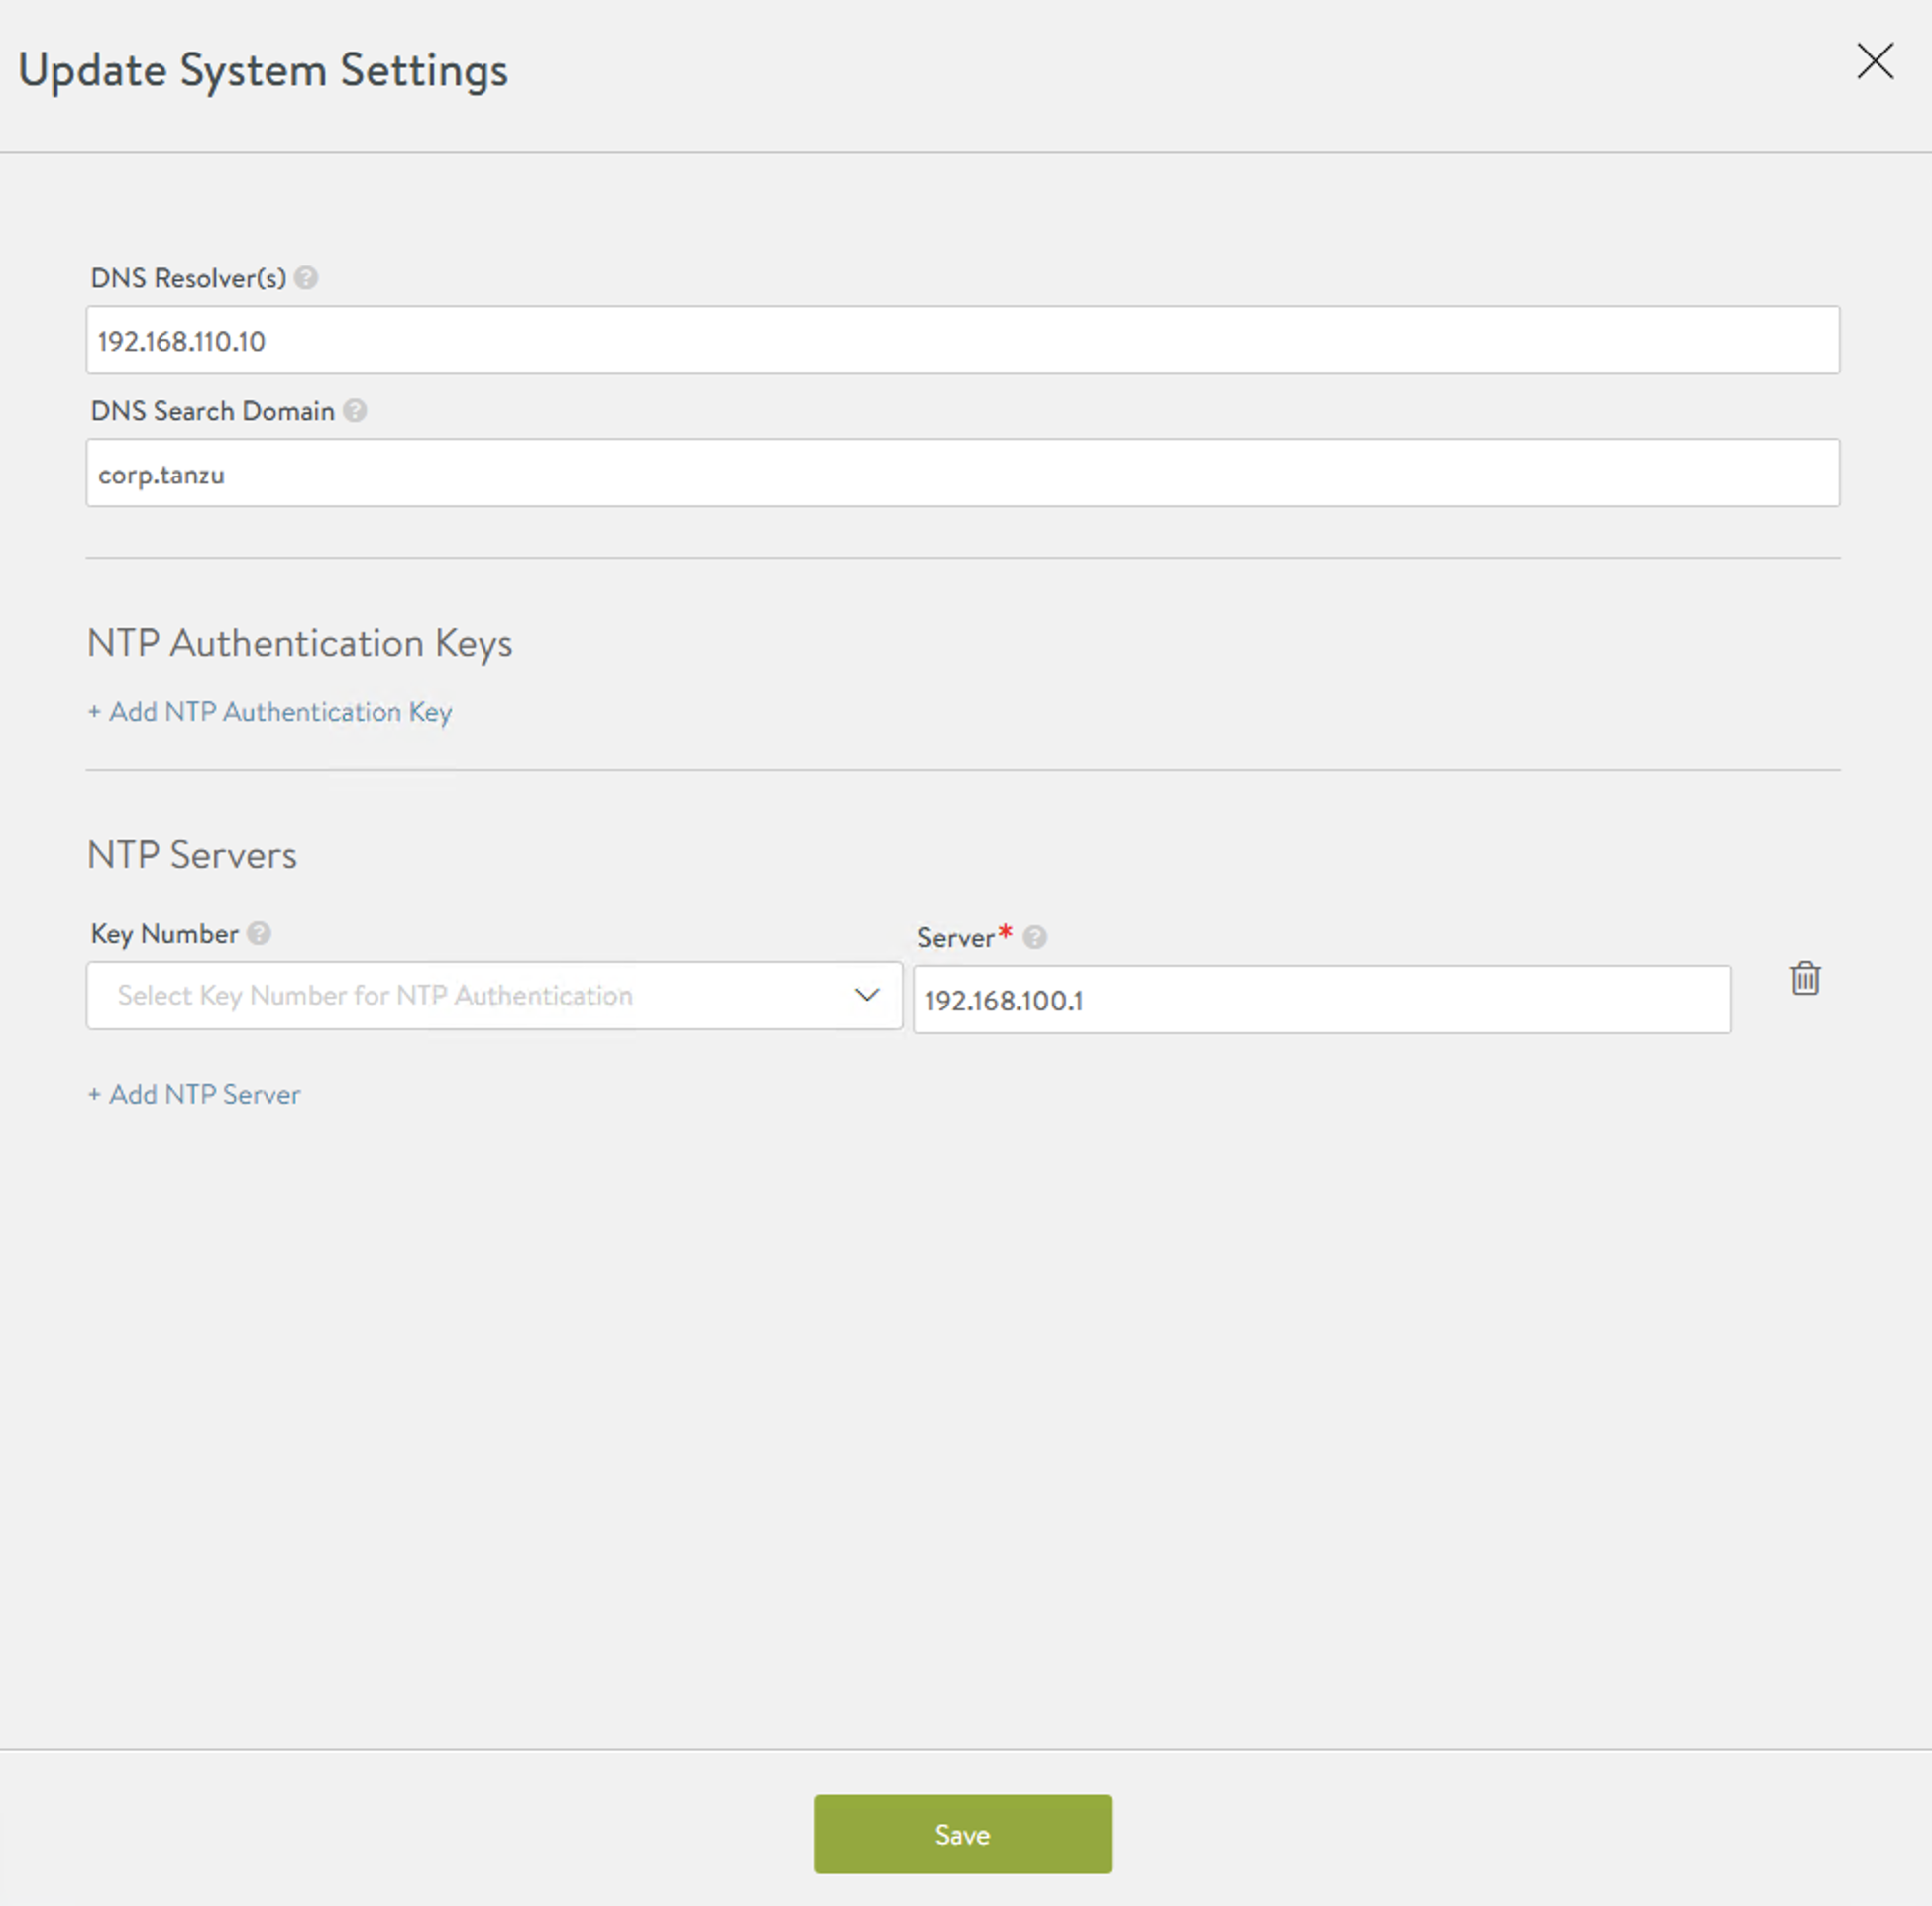 Update System Settings
DNS Resolver(s)
192.168.110.10
DNS Search Domain
corp.tanzu
NTP Authentication Keys
+ Add NTP Authentication Key
NTP Servers
Key Number
Server*
Select Key Number for NTP Authentication
192.168.100.1
+ Add NTP Server
Save